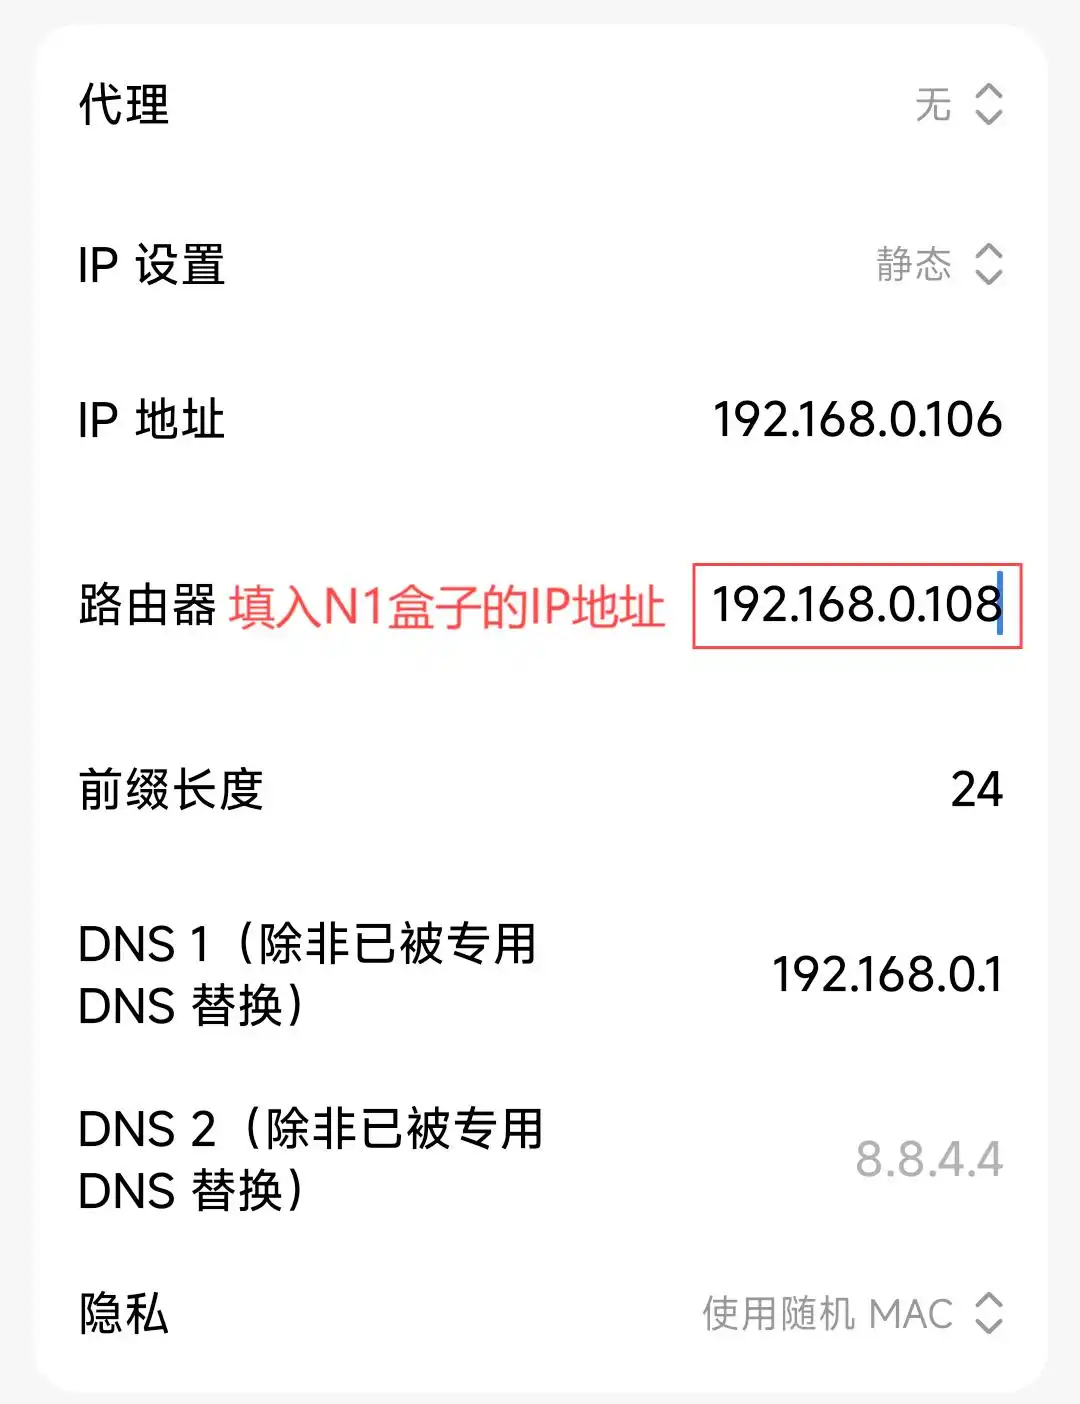 代理 无
IP 设置 静态
IP 地址 192.168.0.106
路由器 填入N1盒子的IP地址 192.168.0.108
前缀长度 24
DNS 1（除非已被专用
DNS 替换） 192.168.0.1
DNS 2（除非已被专用
DNS 替换） 8.8.4.4
隐私 使用随机 MAC